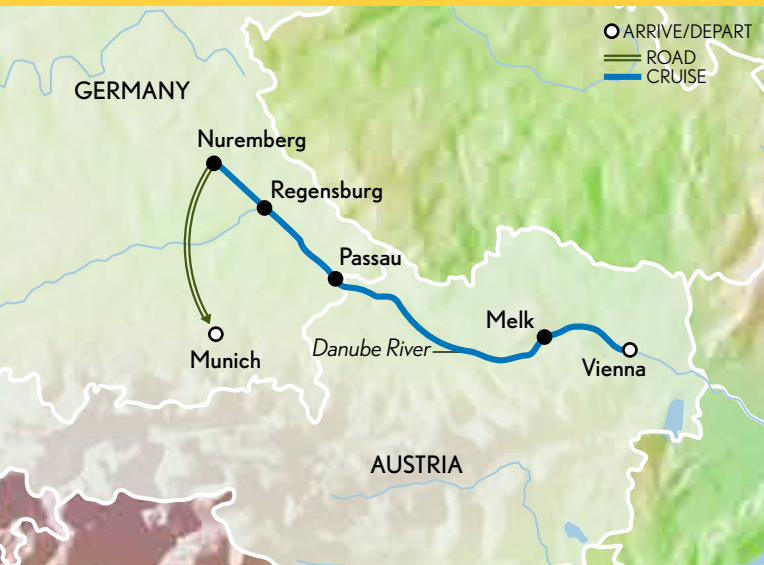 ARRIVE/DEPART
ROAD
CRUISE
GERMANY
Nuremberg
Regensburg
Passau
Melk
Danube River
Munich
Vienna
AUSTRIA